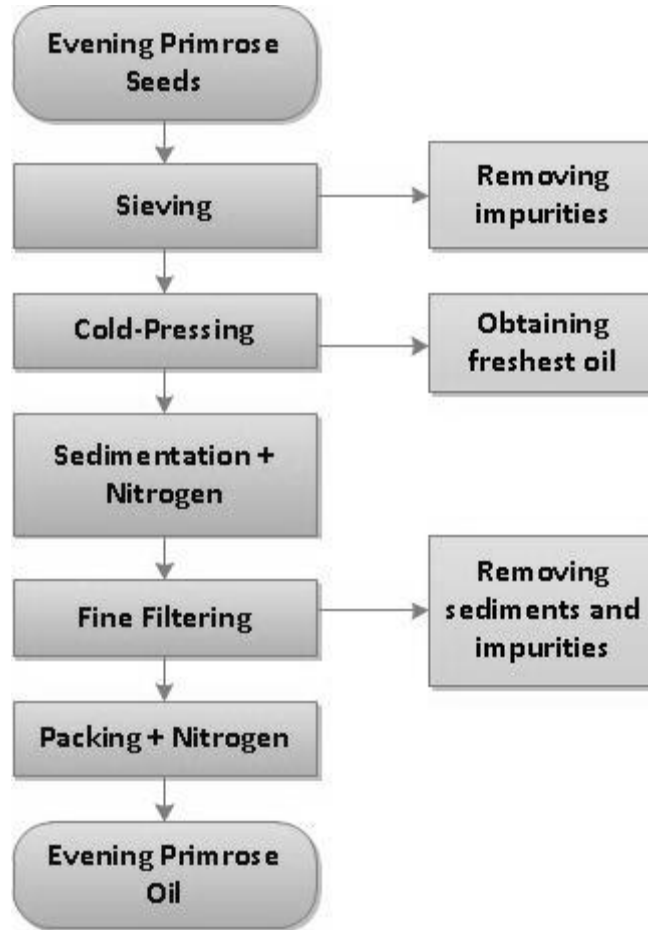 Evening Primrose
Seeds
Sieving
Removing
impurities
Cold-Pressing
Obtaining
freshest oil
Sedimentation +
Nitrogen
Fine Filtering
Removing
sediments and
impurities
Packing + Nitrogen
Evening Primrose
Oil